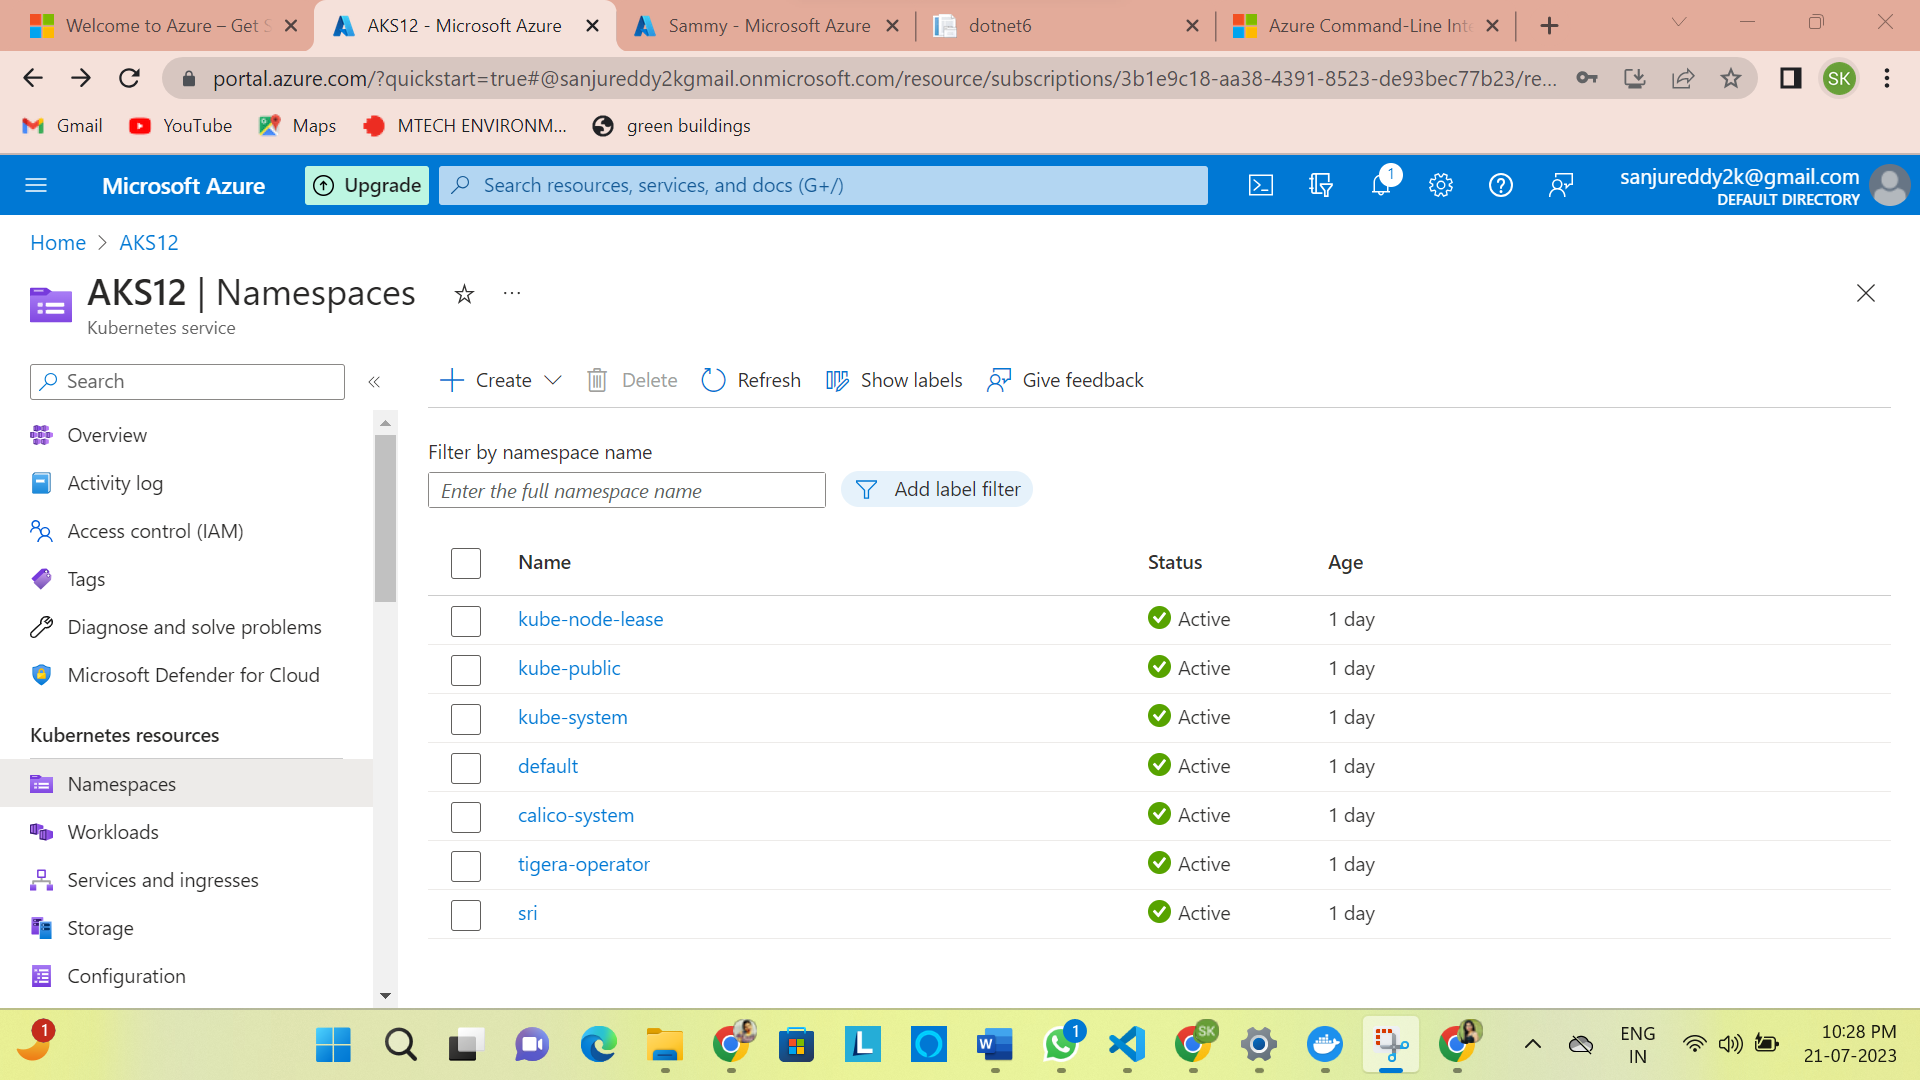 Welcome to Azure – Get S
AKS12 - Microsoft Azure
Sammy - Microsoft Azure
dotnet6
Azure Command-Line Inte
portal.azure.com/?quickstart=true#@sanjureddy2kgmail.onmicrosoft.com/resource/subscriptions/3b1e9c18-aa38-4391-8523-de93bec77b23/re...
SK
Gmail
YouTube
Maps
MTECH ENVIRONM...
green buildings
Microsoft Azure
Upgrade
Search resources, services, and docs (G+/)
1
sanjureddy2k@gmail.com
DEFAULT DIRECTORY
Home > AKS12
AKS12 | Namespaces
Kubernetes service
Search
Create
Delete
Refresh
Show labels
Give feedback
Overview
Activity log
Access control (IAM)
Tags
Diagnose and solve problems
Microsoft Defender for Cloud
Kubernetes resources
Namespaces
Workloads
Services and ingresses
Storage
Configuration
Filter by namespace name
Enter the full namespace name
Add label filter
Name Status Age
kube-node-lease Active 1 day
kube-public Active 1 day
kube-system Active 1 day
default Active 1 day
calico-system Active 1 day
tigera-operator Active 1 day
sri Active 1 day
1
L
W
1
SK
ENG
IN
10:28 PM
21-07-2023